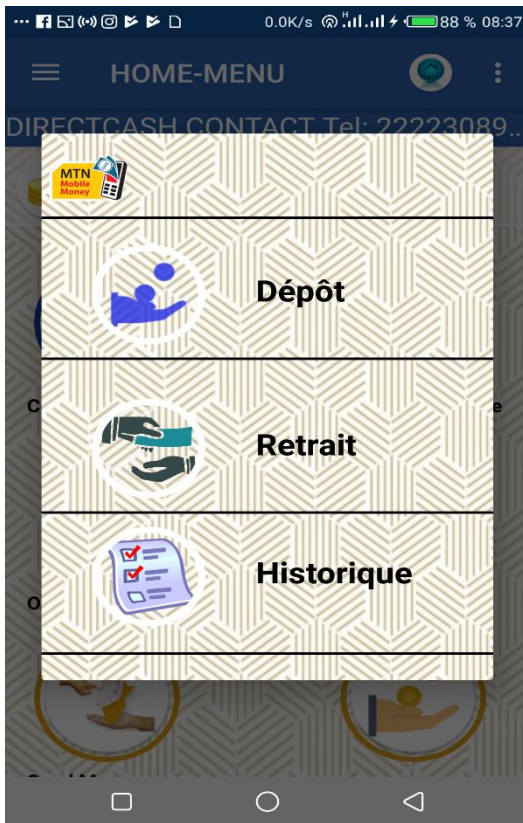 ... 0.0K/s H 88 % 08:37
HOME-MENU
DIRECTCASH CONTACT Tel: 22223089..
MTN
Mobile
Money
Dépôt
C e
Retrait
Historique
O